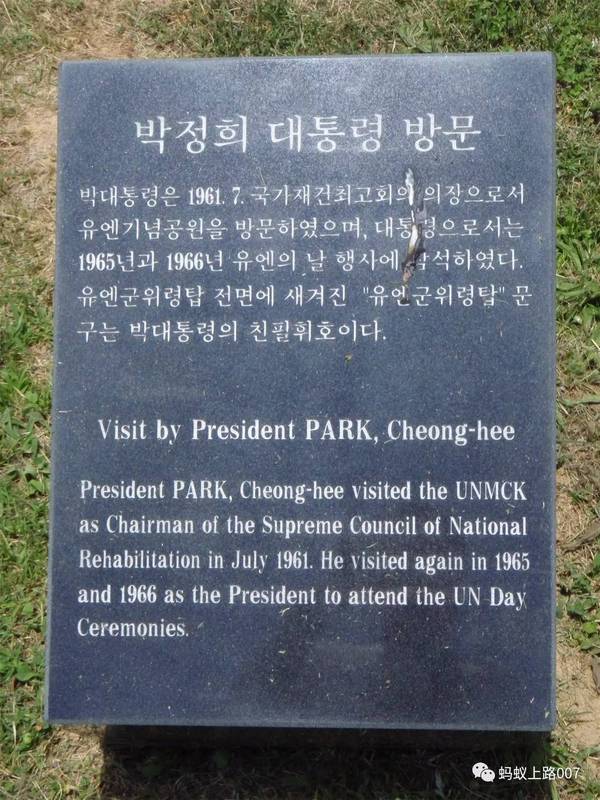 박정희 대통령 방문
박대통령은 1961. 7. 국가재건최고회의 의장으로서
유엔기념공원을 방문하였으며, 대통령으로서는
1965년과 1966년 유엔의 날 행사에 참석하였다.
유엔군위령탑 전면에 새겨진 "유엔군위령탑" 문
구는 박대통령의 친필휘호이다.
Visit by President PARK, Cheong-hee
President PARK, Cheong-hee visited the UNMCK
as Chairman of the Supreme Council of National
Rehabilitation in July 1961. He visited again in 1965
and 1966 as the President to attend the UN Day
Ceremonies.
蚂蚁上路007